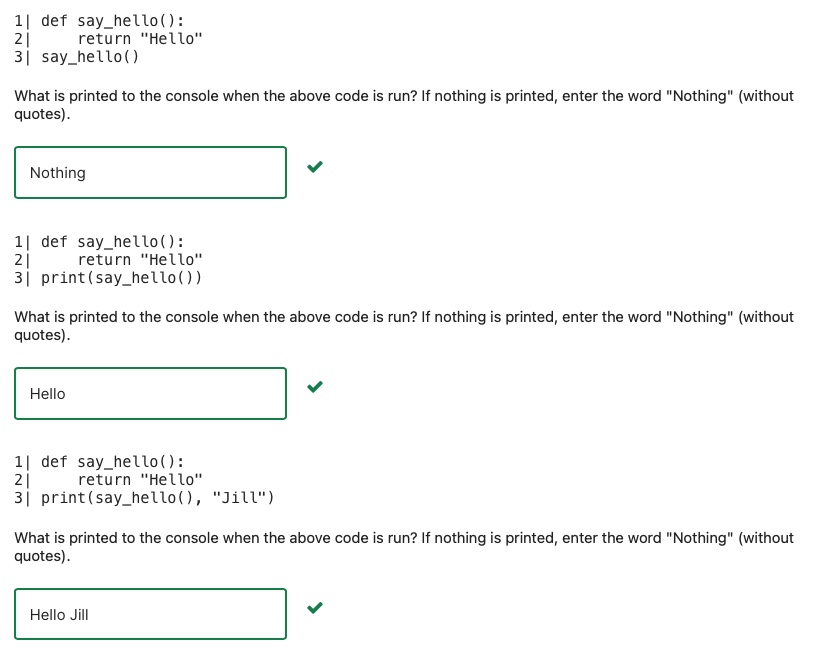 1| def say_hello():
2|     return "Hello"
3| say_hello()
What is printed to the console when the above code is run? If nothing is printed, enter the word "Nothing" (without
quotes).
Nothing
1| def say_hello():
2|     return "Hello"
3| print(say_hello())
What is printed to the console when the above code is run? If nothing is printed, enter the word "Nothing" (without
quotes).
Hello
1| def say_hello():
2|     return "Hello"
3| print(say_hello(), "Jill")
What is printed to the console when the above code is run? If nothing is printed, enter the word "Nothing" (without
quotes).
Hello Jill